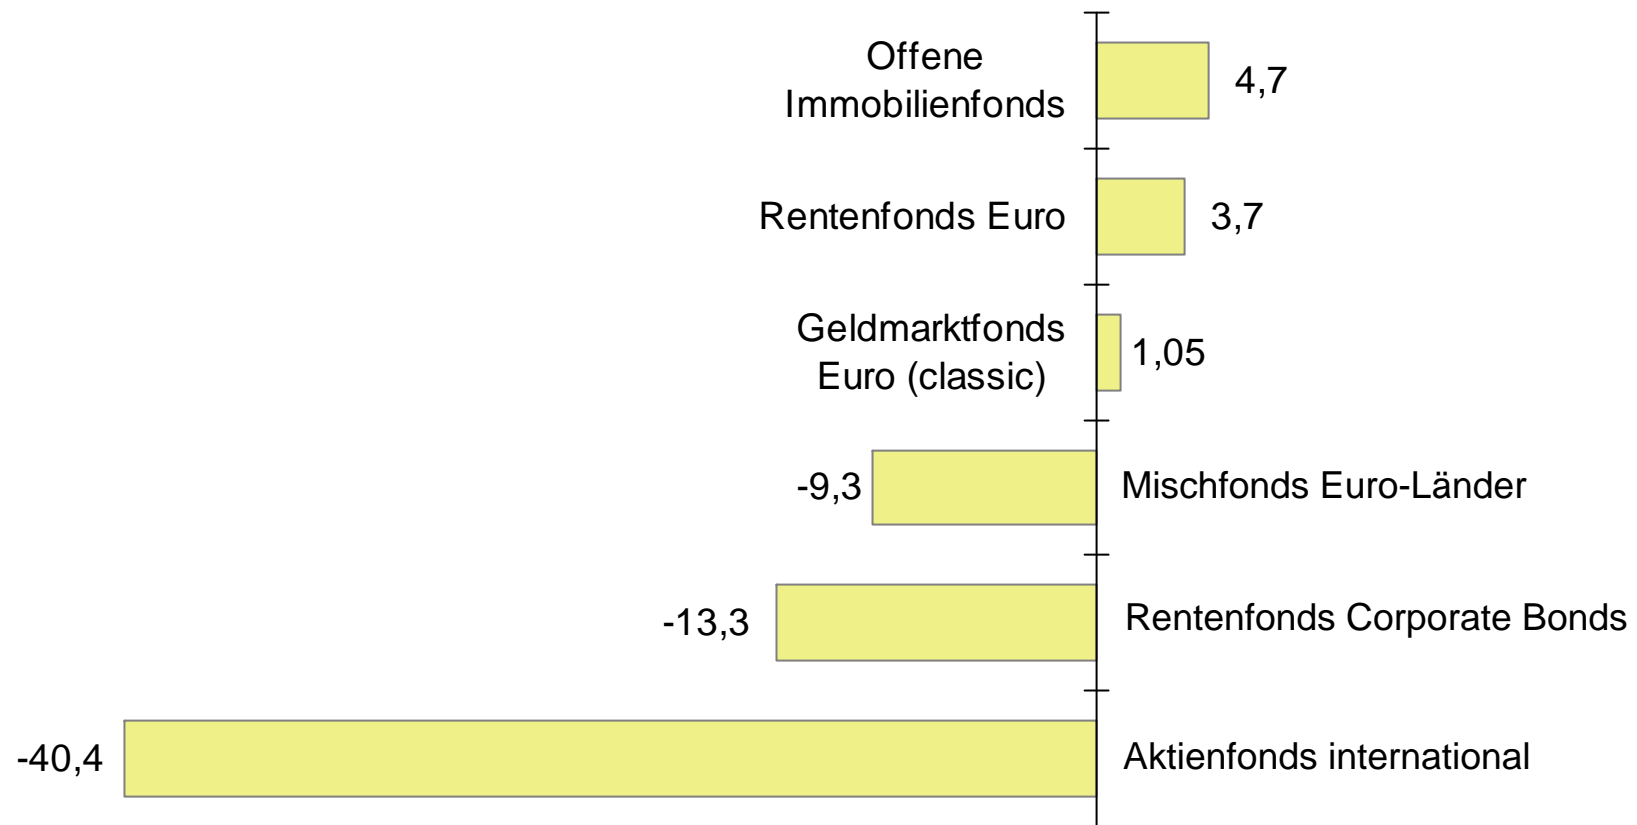 Offene
Immobilienfonds
4,7
Rentenfonds Euro
3,7
Geldmarktfonds
Euro (classic)
1,05
-9,3
Mischfonds Euro-Länder
-13,3
Rentenfonds Corporate Bonds
-40,4
Aktienfonds international